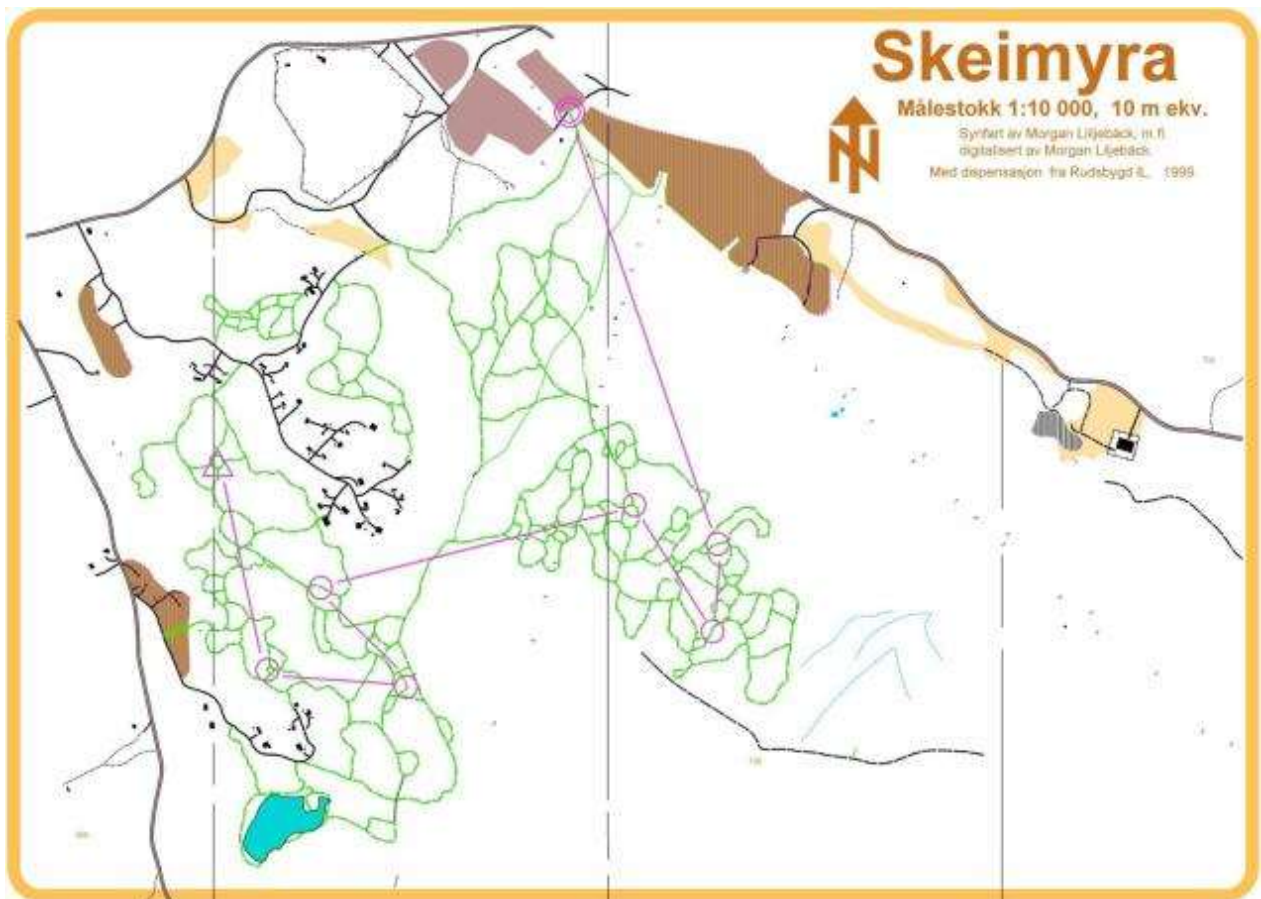 Skeimyra
Målestokk 1:10 000, 10 m ekv.
Synfart av Morgan Liljebäck, m.fl.
digitalisert av Morgan Liljebäck.
Med dispensasjon fra Rudsbygd iL, 1999